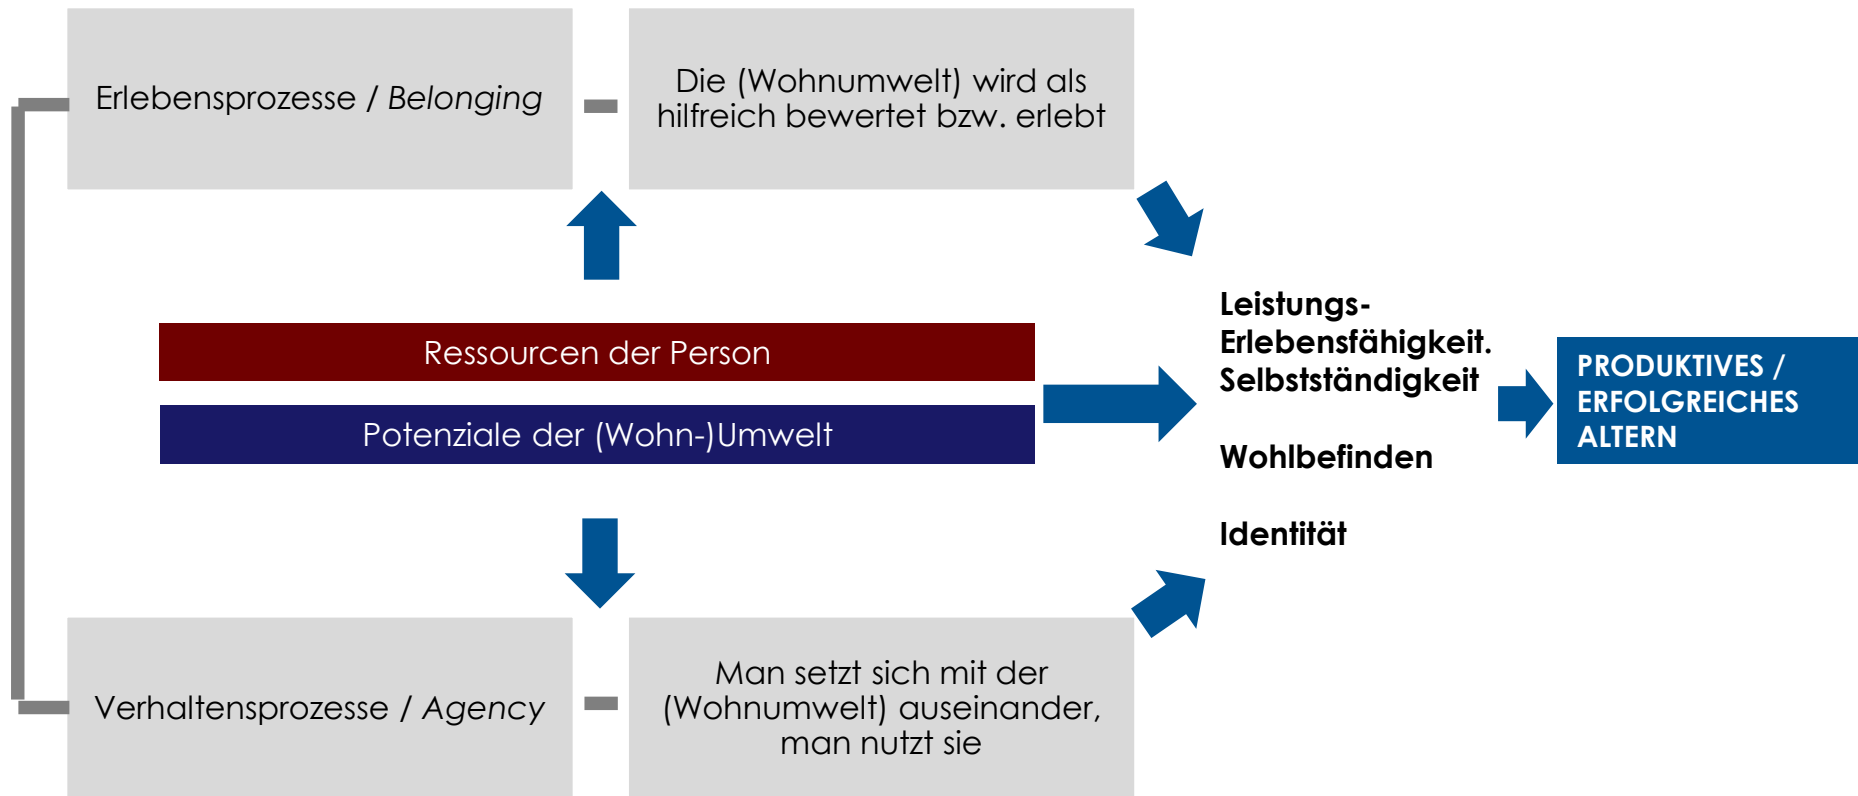 Erlebensprozesse / Belonging
Die (Wohnumwelt) wird als
hilfreich bewertet bzw. erlebt
Ressourcen der Person
Potenziale der (Wohn-)Umwelt
Leistungs-
Erlebensfähigkeit.
Selbstständigkeit
Wohlbefinden
Identität
PRODUKTIVES /
ERFOLGREICHES
ALTERN
Verhaltensprozesse / Agency
Man setzt sich mit der
(Wohnumwelt) auseinander,
man nutzt sie